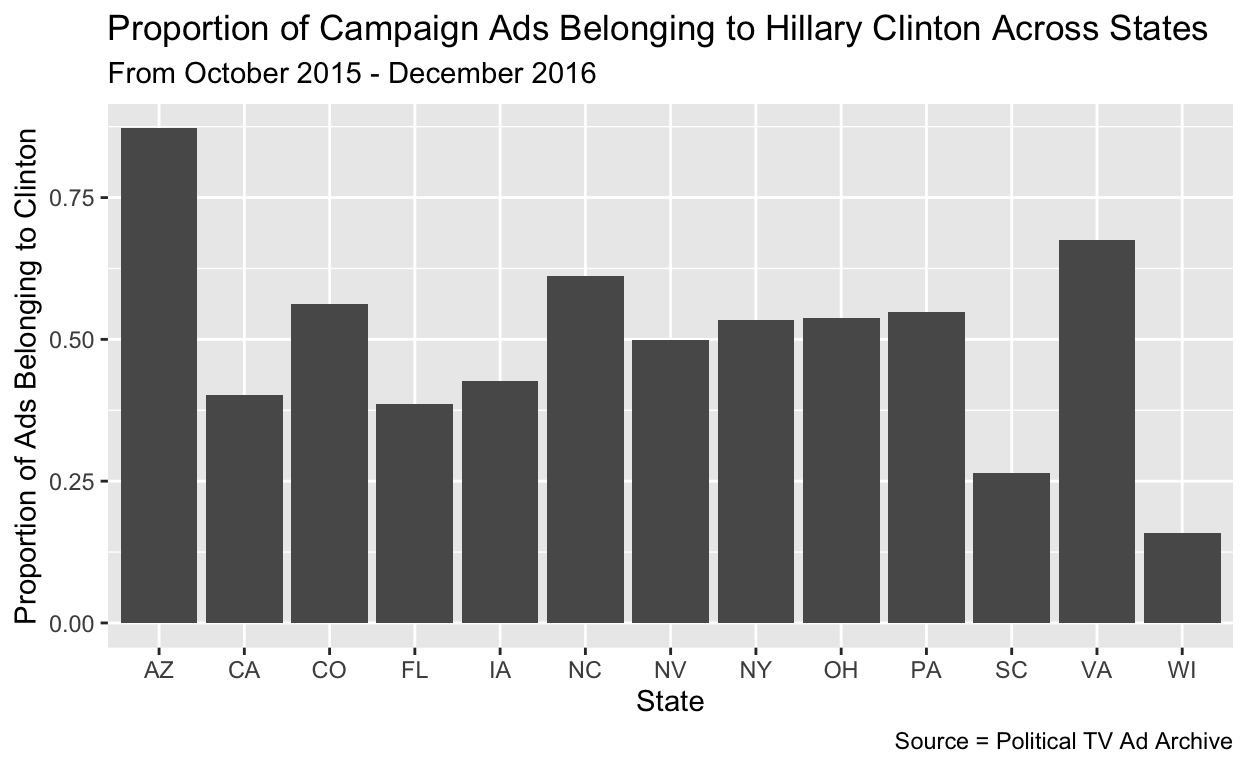 Proportion of Campaign Ads Belonging to Hillary Clinton Across States
From October 2015 - December 2016
Proportion of Ads Belonging to Clinton
0.75
0.50
0.25
0.00
AZ CA CO FL IA NC NV NY OH PA SC VA WI
State
Source = Political TV Ad Archive